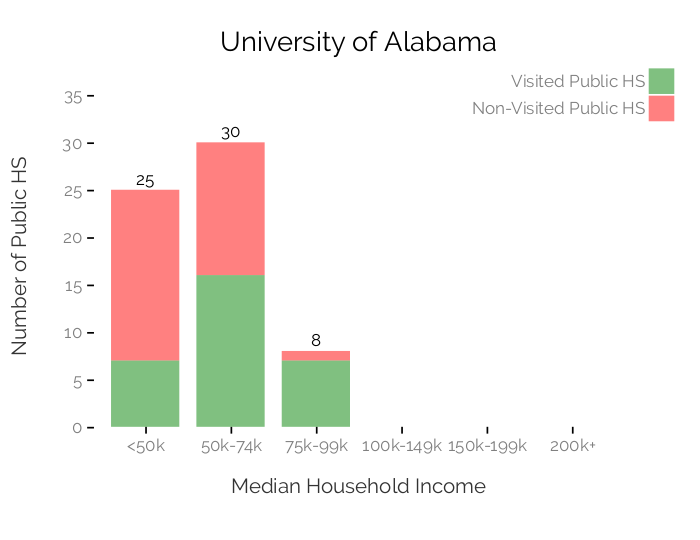 University of Alabama
Visited Public HS
Non-Visited Public HS
Number of Public HS
35
30
25
20
15
10
5
0
25
30
8
<50k
50k-74k
75k-99k
100k-149k
150k-199k
200k+
Median Household Income